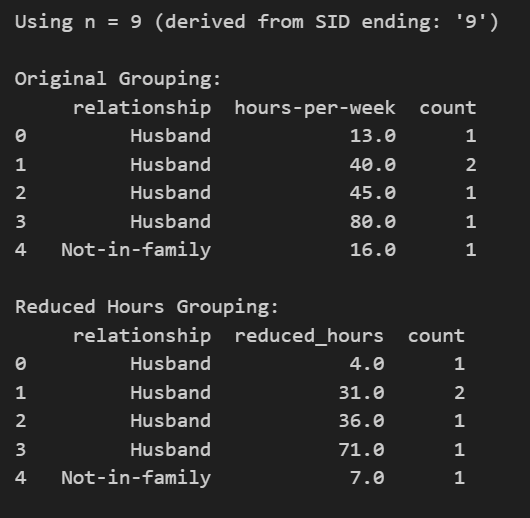 Using n = 9 (derived from SID ending: '9')
Original Grouping:
relationship hours-per-week count
0 Husband 13.0 1
1 Husband 40.0 2
2 Husband 45.0 1
3 Husband 80.0 1
4 Not-in-family 16.0 1
Reduced Hours Grouping:
relationship reduced_hours count
0 Husband 4.0 1
1 Husband 31.0 2
2 Husband 36.0 1
3 Husband 71.0 1
4 Not-in-family 7.0 1